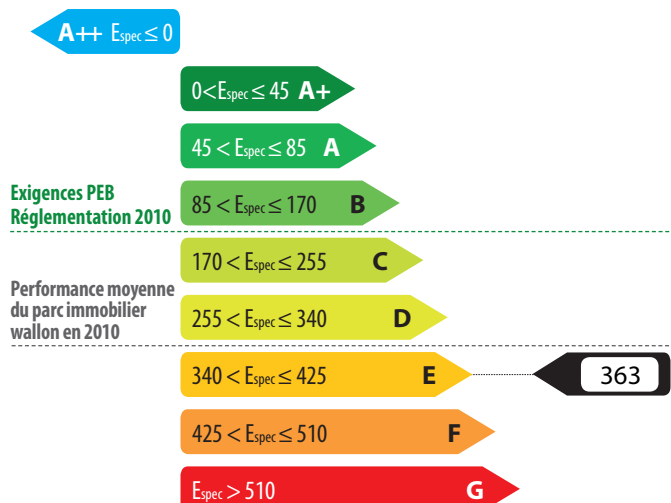 A++ Espec ≤ 0
0<Espec ≤ 45 A+
45 < Espec ≤ 85 A
Exigences PEB
Réglementation 2010
85 < Espec ≤ 170 B
170 < Espec ≤ 255 C
Performance moyenne
du parc immobilier
wallon en 2010
255 < Espec ≤ 340 D
340 < Espec ≤ 425 E
363
425 < Espec ≤ 510 F
Espec > 510 G